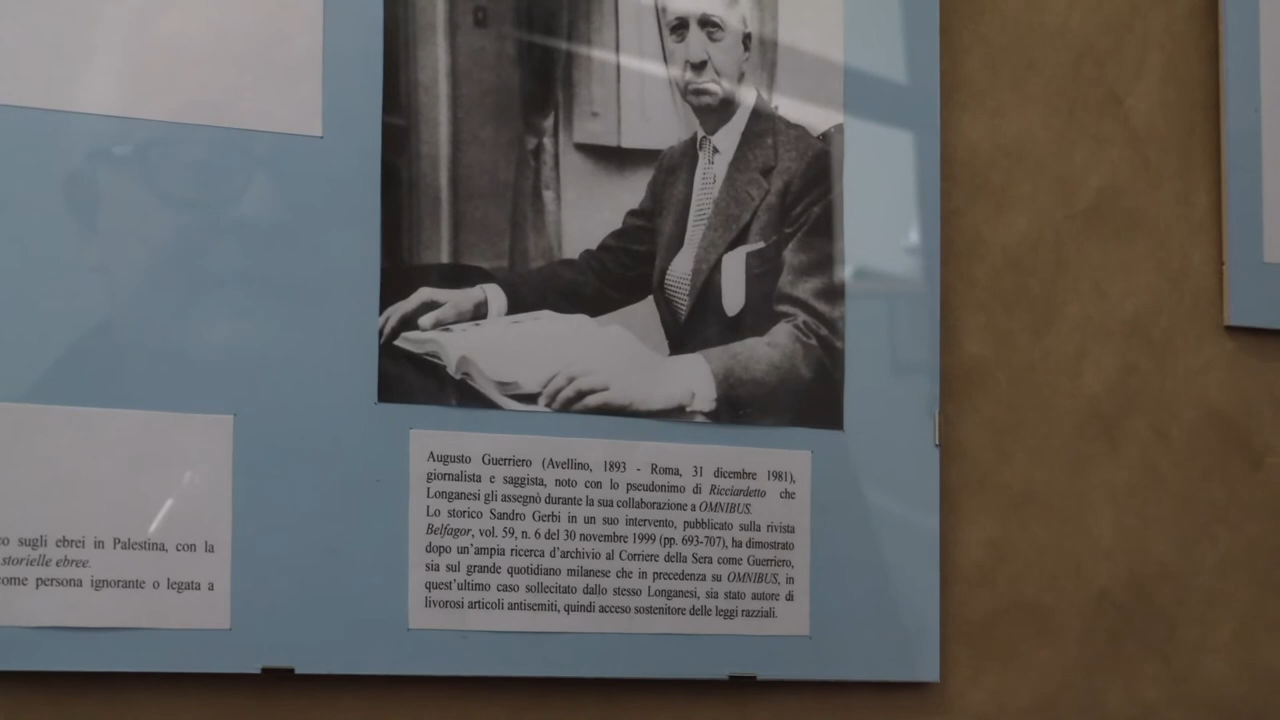 Augusto Guerriero (Avellino, 1893 - Roma, 31 dicembre 1981),
giornalista e saggista, noto con lo pseudonimo di Ricciardetto che
Longanesi gli assegnò durante la sua collaborazione a OMNIBUS.
Lo storico Sandro Gerbi in un suo intervento, pubblicato sulla rivista
Belfagor, vol. 59, n. 6 del 30 novembre 1999 (pp. 693-707), ha dimostrato
dopo un'ampia ricerca d'archivio al Corriere della Sera come Guerriero,
sia sul grande quotidiano milanese che in precedenza su OMNIBUS, in
quest'ultimo caso sollecitato dallo stesso Longanesi, sia stato autore di
livorosi articoli antisemiti, quindi acceso sostenitore delle leggi razziali.
sugli ebrei in Palestina, con la
storielle ebree.
come persona ignorante o legata a